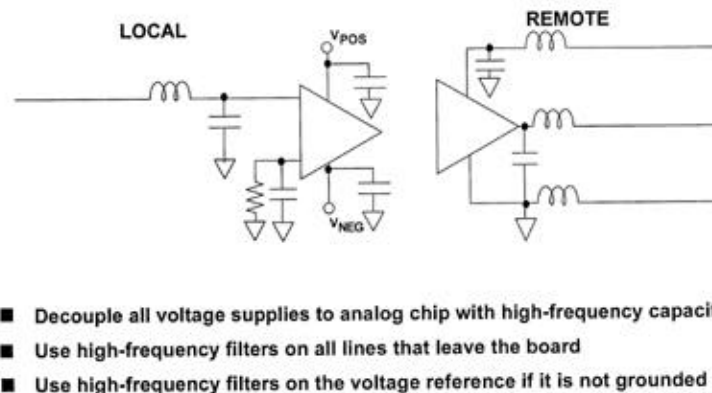 LOCAL
REMOTE
VPOS
VNEG
■ Decouple all voltage supplies to analog chip with high-frequency
■ Use high-frequency filters on all lines that leave the board
■ Use high-frequency filters on the voltage reference if it is not grounded